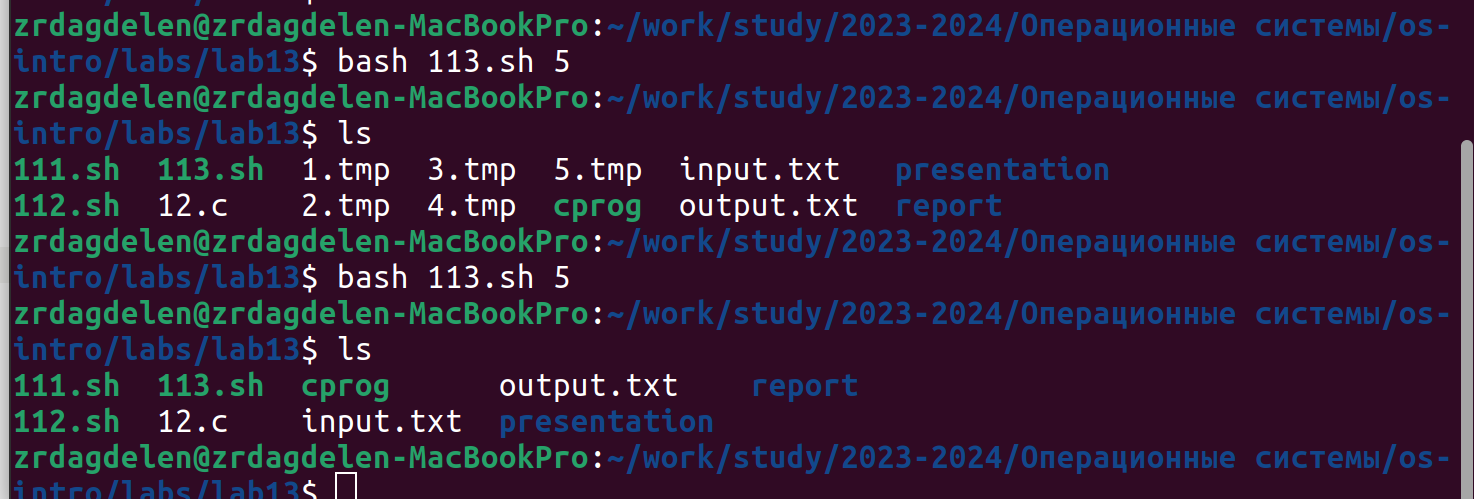 zrdagdelen@zrdagdelen-MacBookPro:~/work/study/2023-2024/Операционные системы/os-
intro/labs/lab13$ bash 113.sh 5
zrdagdelen@zrdagdelen-MacBookPro:~/work/study/2023-2024/Операционные системы/os-
intro/labs/lab13$ ls
111.sh  113.sh  1.tmp  3.tmp  5.tmp  input.txt   presentation
112.sh  12.c    2.tmp  4.tmp  cprog  output.txt  report
zrdagdelen@zrdagdelen-MacBookPro:~/work/study/2023-2024/Операционные системы/os-
intro/labs/lab13$ bash 113.sh 5
zrdagdelen@zrdagdelen-MacBookPro:~/work/study/2023-2024/Операционные системы/os-
intro/labs/lab13$ ls
111.sh  113.sh  cprog      output.txt    report
112.sh  12.c    input.txt  presentation
zrdagdelen@zrdagdelen-MacBookPro:~/work/study/2023-2024/Операционные системы/os-
intro/labs/lab13$